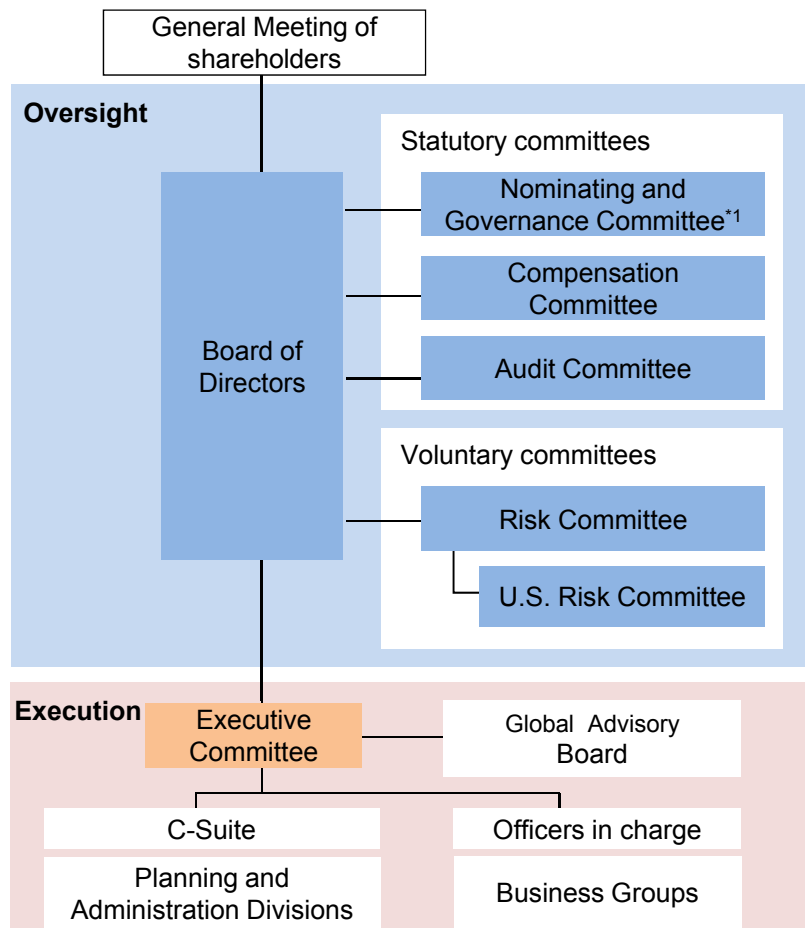 General Meeting of
shareholders
Oversight
Statutory committees
Nominating and
Governance Committee*1
Compensation
Committee
Audit Committee
Board of
Directors
Voluntary committees
Risk Committee
U.S. Risk Committee
Execution
Executive
Committee
Global Advisory
Board
C-Suite
Officers in charge
Planning and
Administration Divisions
Business Groups